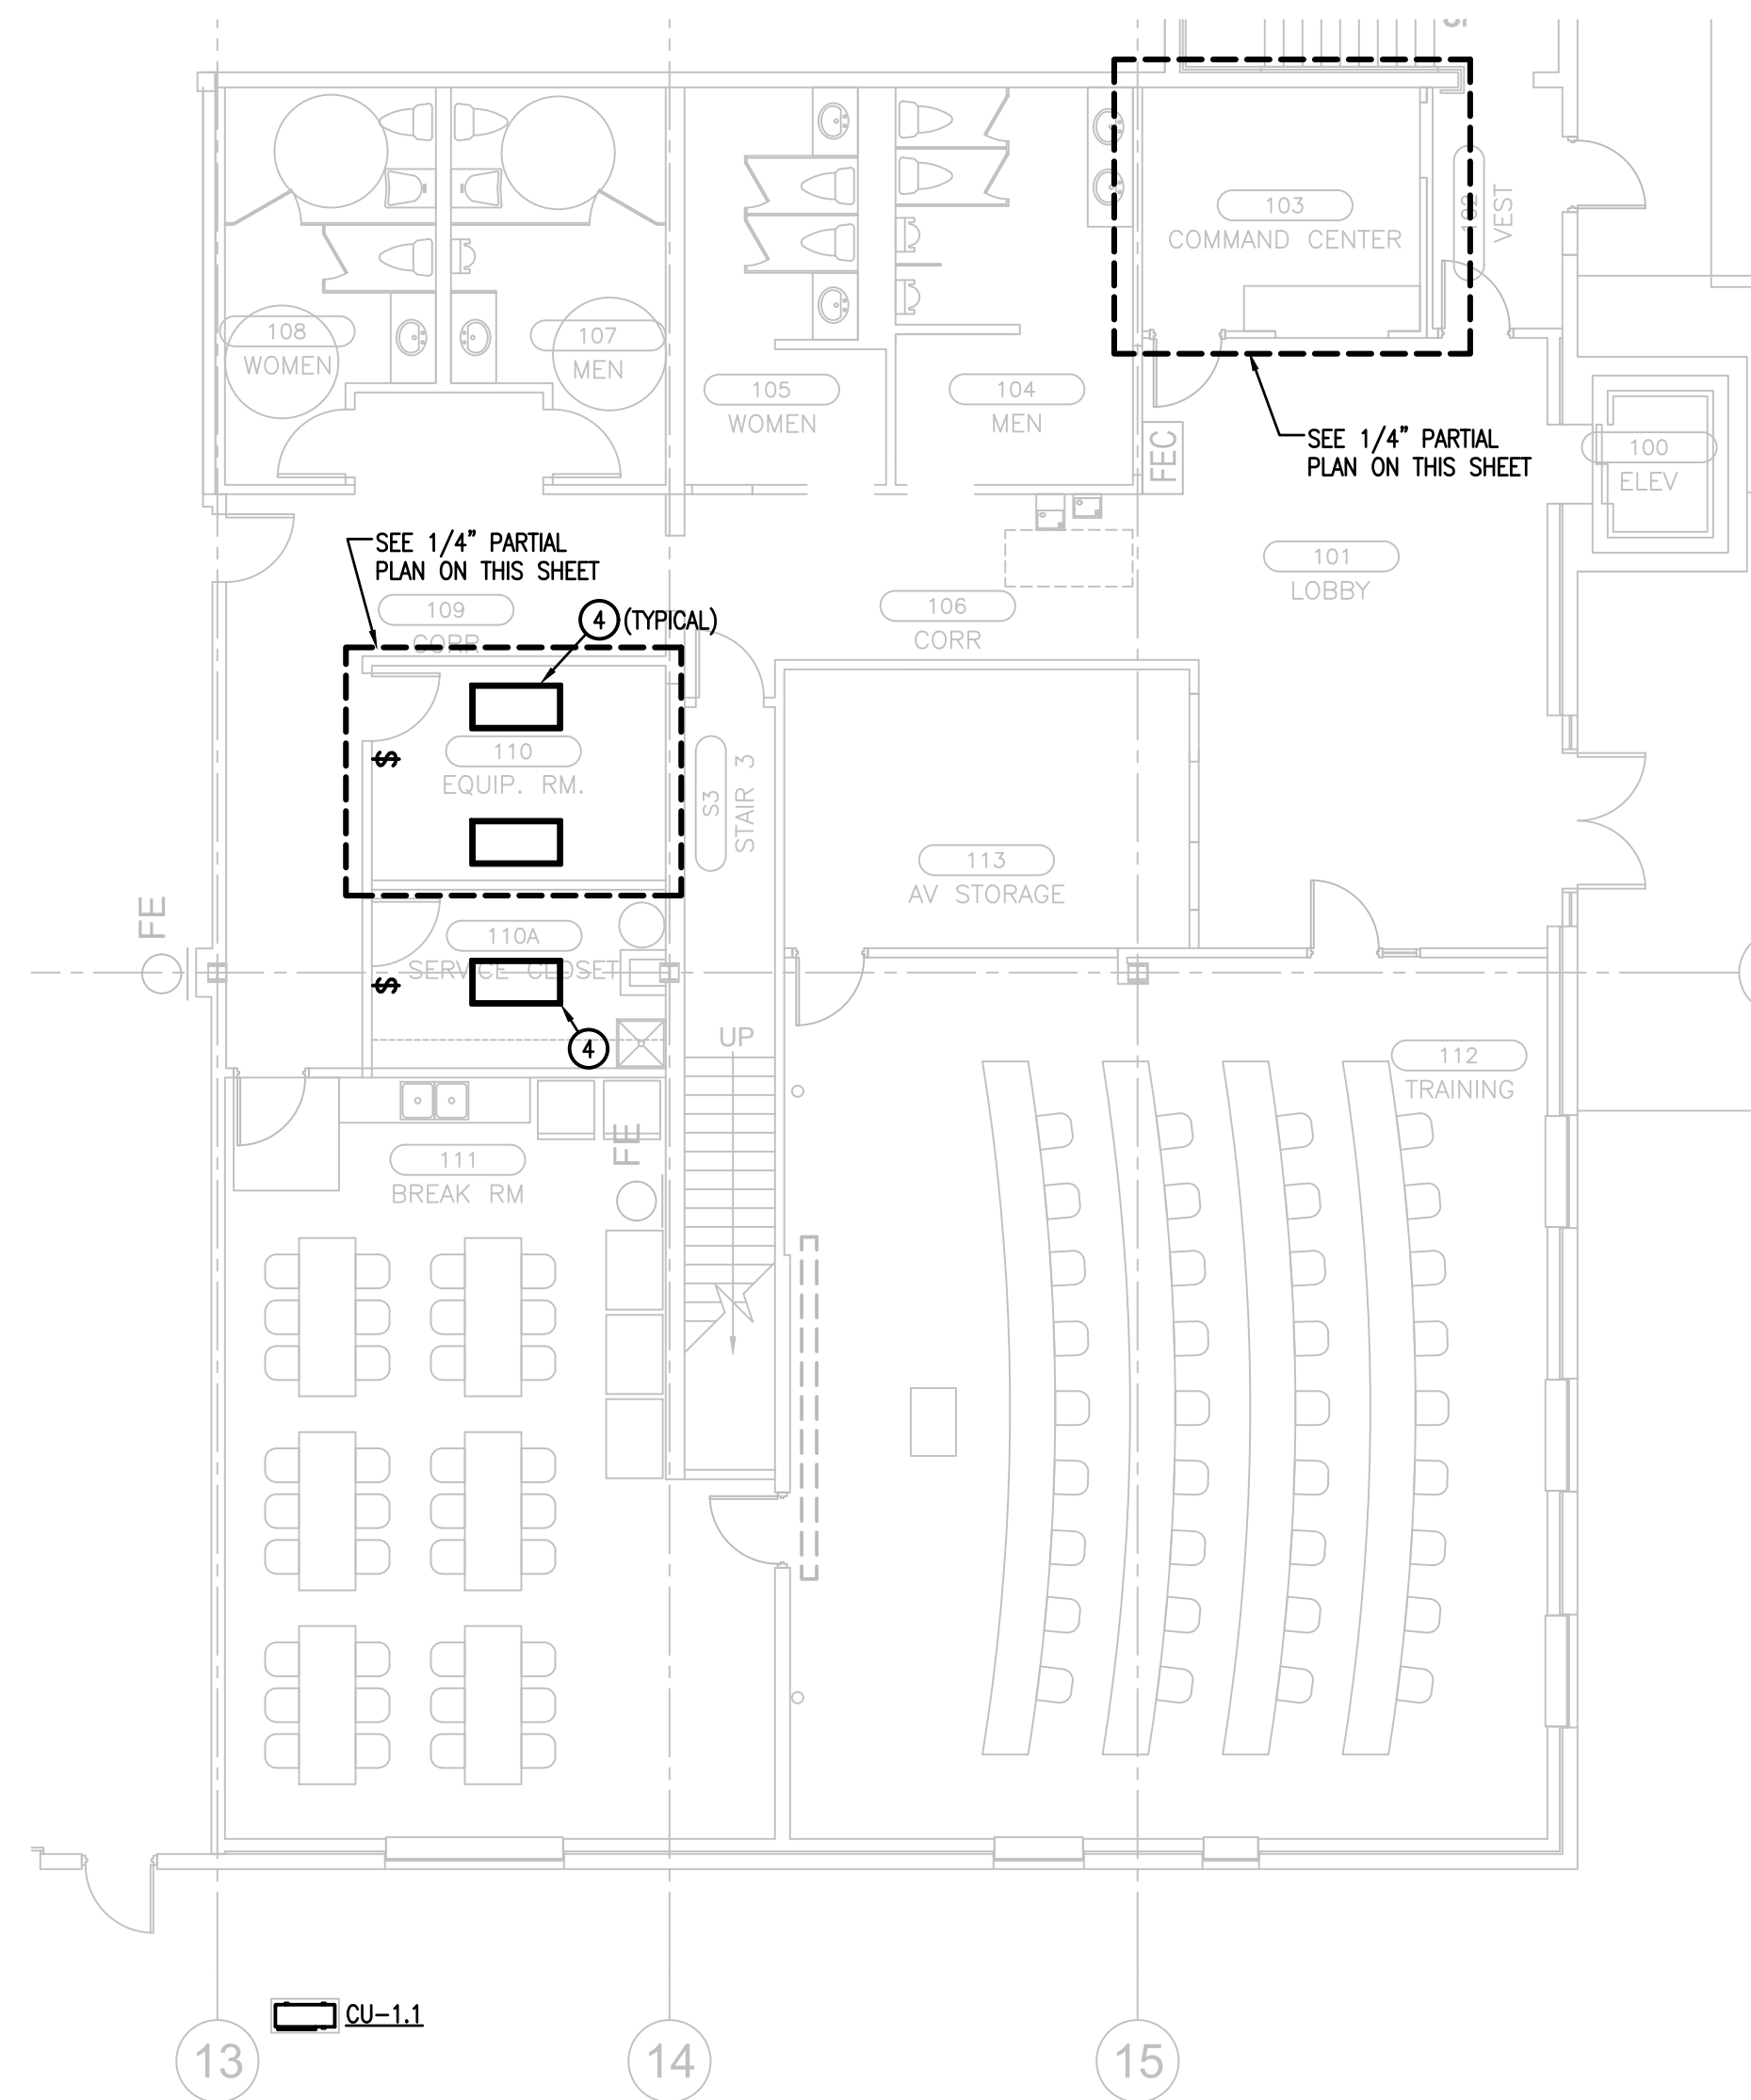 103
COMMAND CENTER
102
VEST
108
WOMEN
107
MEN
105
WOMEN
104
MEN
FEC
SEE 1/4" PARTIAL
PLAN ON THIS SHEET
100
ELEV
SEE 1/4" PARTIAL
PLAN ON THIS SHEET
101
LOBBY
109
CORR
4 (TYPICAL)
106
CORR
110
EQUIP. RM.
$
S3
STAIR 3
113
AV STORAGE
FE
110A
SERVICE CLOSET
$
4
UP
112
TRAINING
111
BREAK RM
FE
CU-1.1
13
14
15